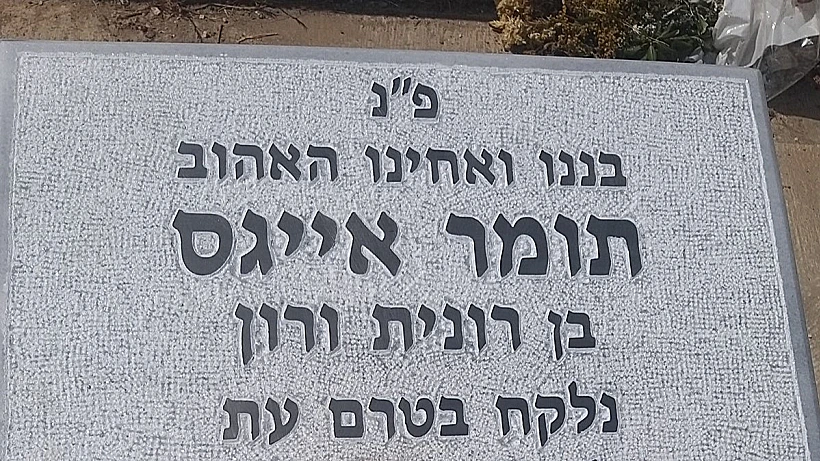 פ"נ
בננו ואחינו האהוב
תומר אייגס
בן רונית ורון
נלקח בטרם עת